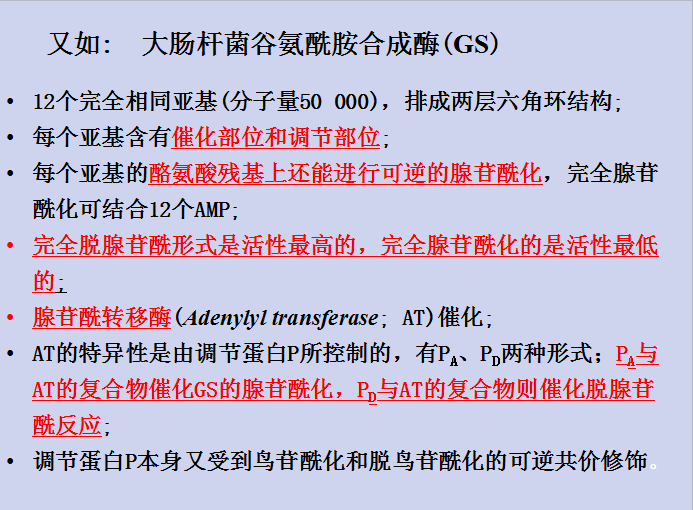 又如: 大肠杆菌谷氨酰胺合成酶(GS)
• 12个完全相同亚基(分子量50 000), 排成两层六角环结构;
• 每个亚基含有催化部位和调节部位;
• 每个亚基的酪氨酸残基上还能进行可逆的腺苷酰化, 完全腺苷
酰化可结合12个AMP;
• 完全脱腺苷酰形式是活性最高的, 完全腺苷酰化的是活性最低
的;
• 腺苷酰转移酶(Adenylyl transferase; AT)催化;
• AT的特异性是由调节蛋白P所控制的, 有PA、PD两种形式; PA与
AT的复合物催化GS的腺苷酰化, PD与AT的复合物则催化脱腺苷
酰反应;
• 调节蛋白P本身又受到鸟苷酰化和脱鸟苷酰化的可逆共价修饰。